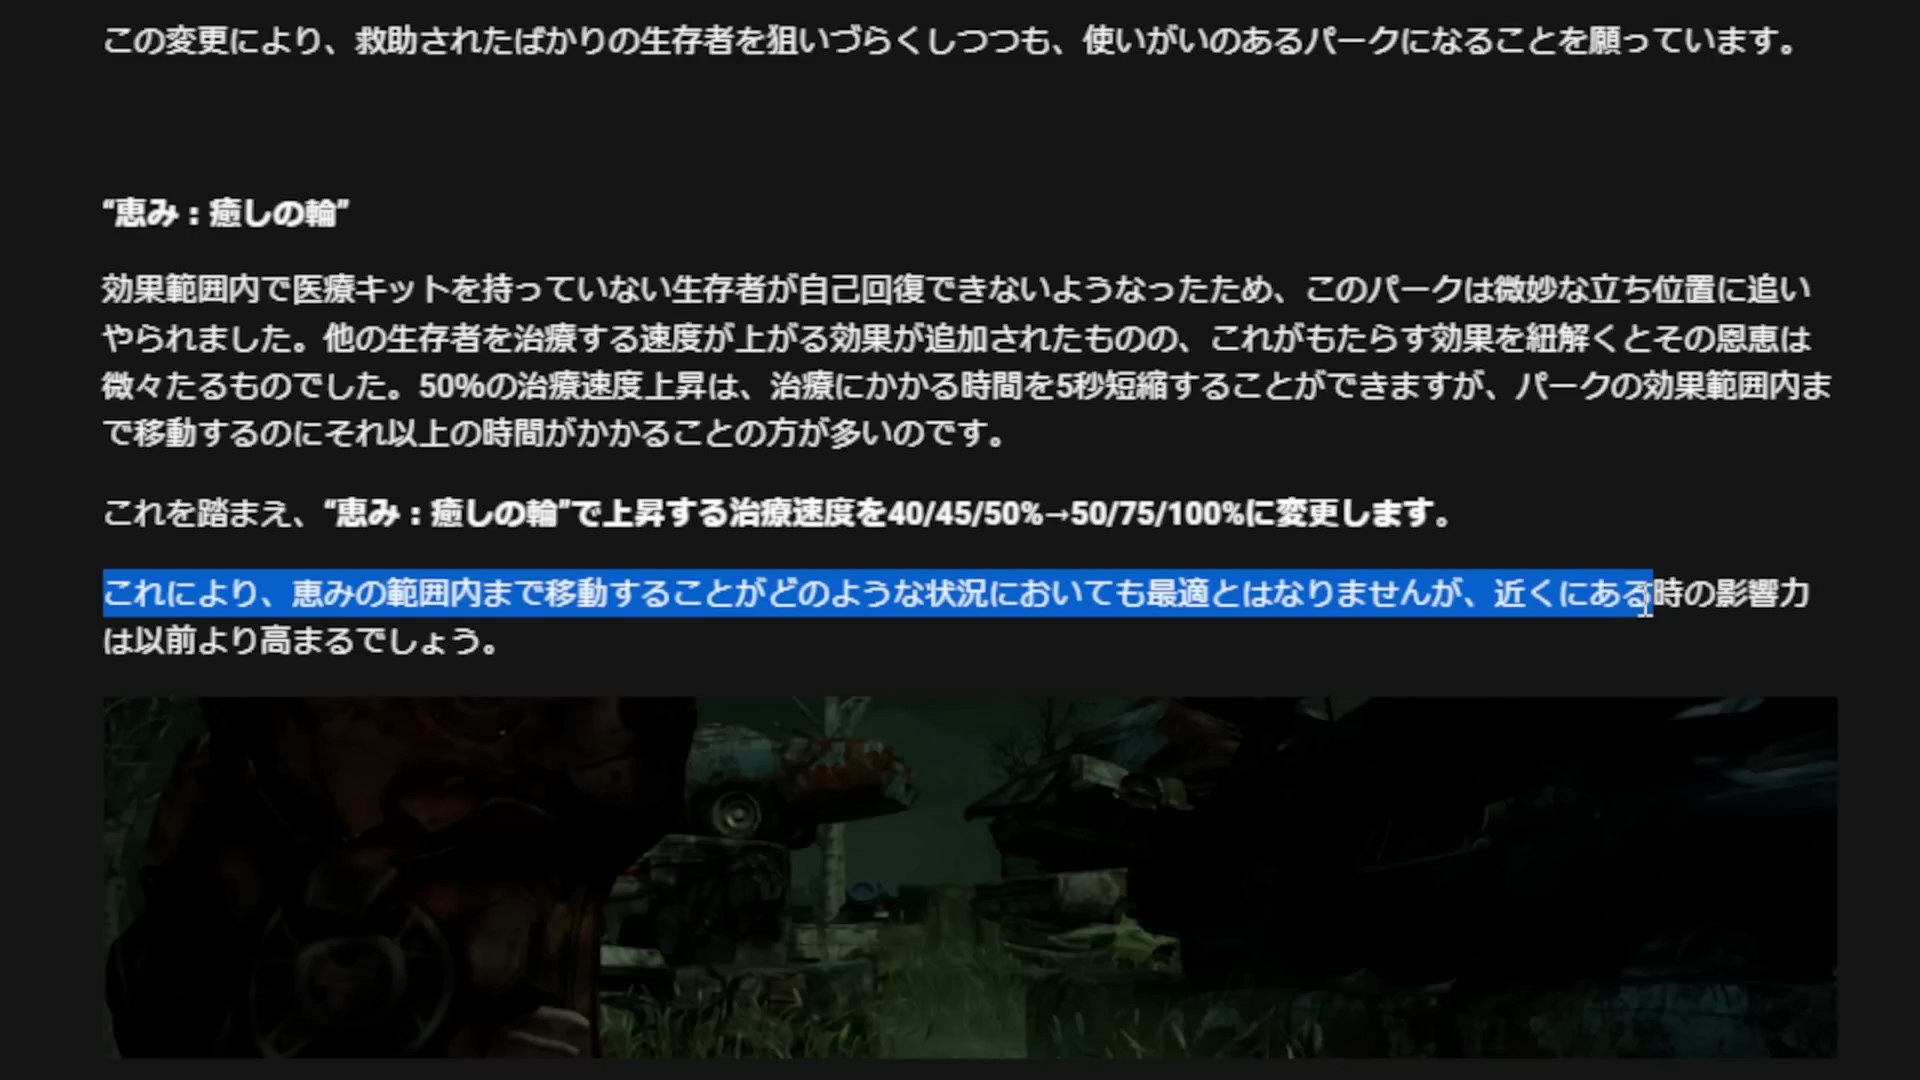 この変更により、救助されたばかりの生存者を狙いづらくしつつも、使いがいのあるパークになることを願っています。
“恵み：癒しの輪”
効果範囲内で医療キットを持っていない生存者が自己回復できないようなったため、このパークは微妙な立ち位置に追い
やられました。他の生存者を治療する速度が上がる効果が追加されたものの、これがもたらす効果を紐解くとその恩恵は
微々たるものでした。50%の治療速度上昇は、治療にかかる時間を5秒短縮することができますが、パークの効果範囲内ま
で移動するのにそれ以上の時間がかかることの方が多いのです。
これを踏まえ、“恵み：癒しの輪”で上昇する治療速度を40/45/50%→50/75/100%に変更します。
これにより、恵みの範囲内まで移動することがどのような状況においても最適とはなりませんが、近くにある時の影響力
は以前より高まるでしょう。